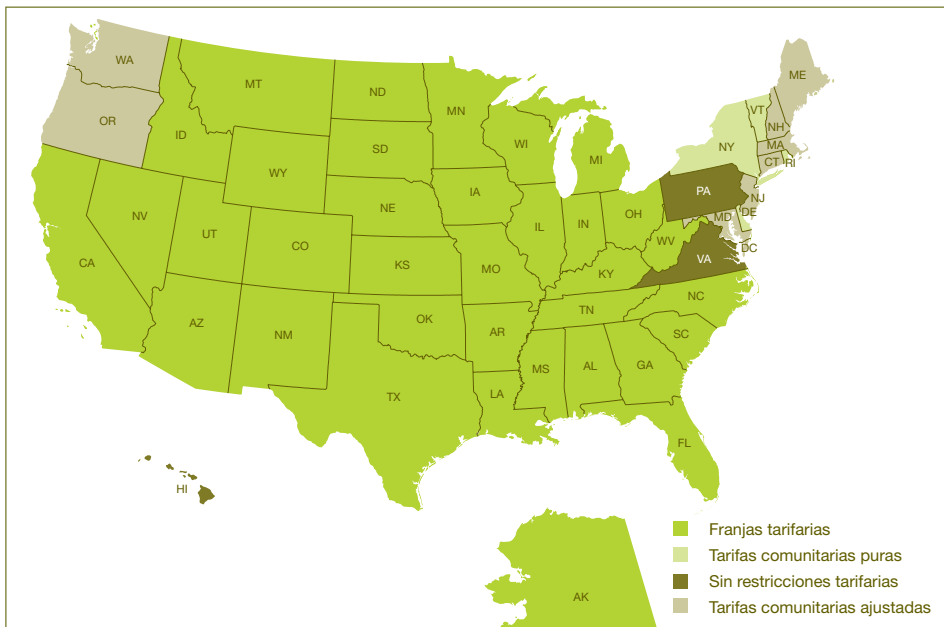 WA
MT
ND
MN
ME
VT
NH
OR
ID
SD
WI
MI
NY
MA
CT
RI
WY
IA
PA
NJ
NE
OH
MD
DE
NV
UT
CO
IL
IN
WV
DC
CA
KS
MO
KY
VA
AZ
NM
OK
AR
TN
NC
SC
MS
AL
GA
TX
LA
FL
HI
AK
Franjas tarifarias
Tarifas comunitarias puras
Sin restricciones tarifarias
Tarifas comunitarias ajustadas